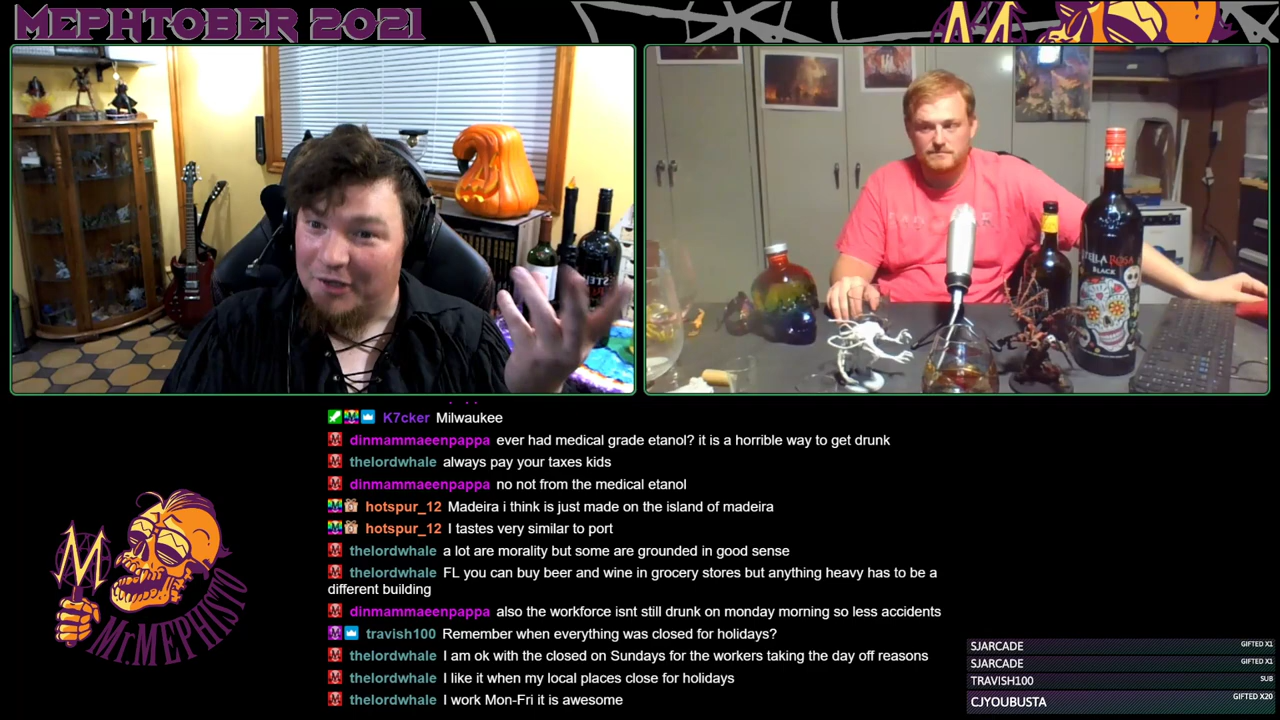 MEPHTOBER 2021
STELLA ROSA
BLACK
K7cker Milwaukee
dinmammaeenpappa ever had medical grade etanol? it is a horrible way to get drunk
thelordwhale always pay your taxes kids
dinmammaeenpappa no not from the medical etanol
hotspur_12 Madeira i think is just made on the island of madeira
hotspur_12 I tastes very similar to port
thelordwhale a lot are morality but some are grounded in good sense
thelordwhale FL you can buy beer and wine in grocery stores but anything heavy has to be a
different building
dinmammaeenpappa also the workforce isnt still drunk on monday morning so less accidents
travish100 Remember when everything was closed for holidays?
thelordwhale I am ok with the closed on Sundays for the workers taking the day off reasons
thelordwhale I like it when my local places close for holidays
thelordwhale I work Mon-Fri it is awesome
M
Mr.MEPHISTO
SJARCADE GIFTED X1
SJARCADE GIFTED X1
TRAVISH100 SUB
CJYOUBUSTA GIFTED X20